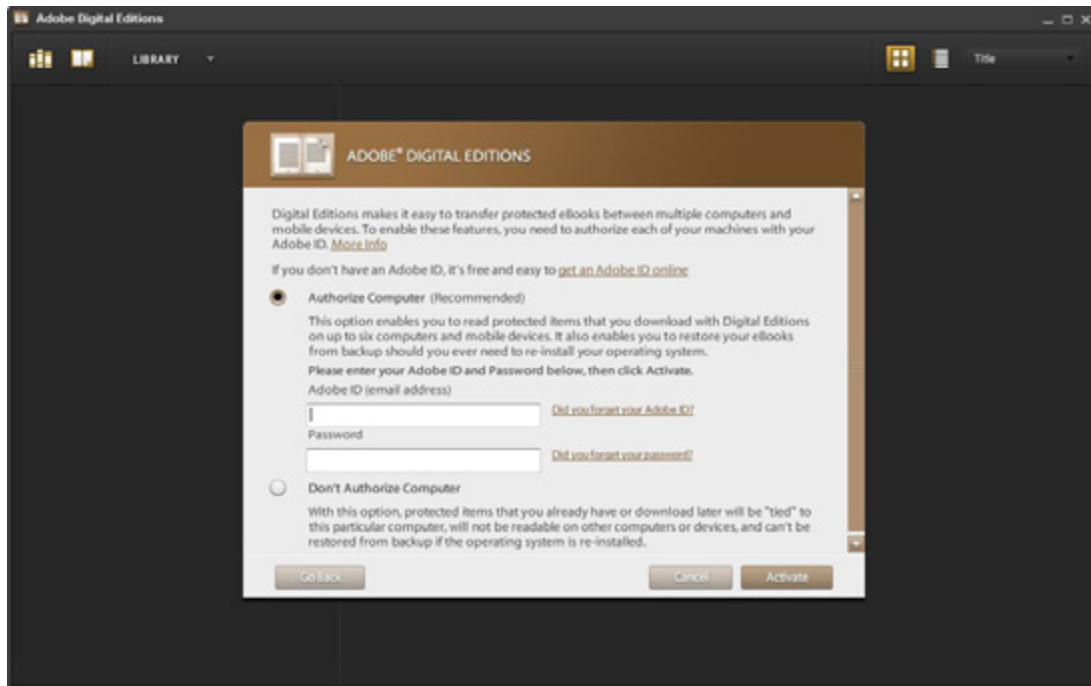 Adobe Digital Editions
LIBRARY
Title
ADOBE® DIGITAL EDITIONS
Digital Editions makes it easy to transfer protected eBooks between multiple computers and
mobile devices. To enable these features, you need to authorize each of your machines with your
Adobe ID. More Info
If you don't have an Adobe ID, it's free and easy to get an Adobe ID online
Authorize Computer (Recommended)
This option enables you to read protected items that you download with Digital Editions
on up to six computers and mobile devices. It also enables you to restore your eBooks
from backup should you ever need to re-install your operating system.
Please enter your Adobe ID and Password below, then click Activate.
Adobe ID (email address)
Did you forget your Adobe ID?
Password
Did you forget your password?
Don't Authorize Computer
With this option, protected items that you already have or download later will be "tied" to
this particular computer, will not be readable on other computers or devices, and can't be
restored from backup if the operating system is re-installed.
Go Back
Cancel
Activate